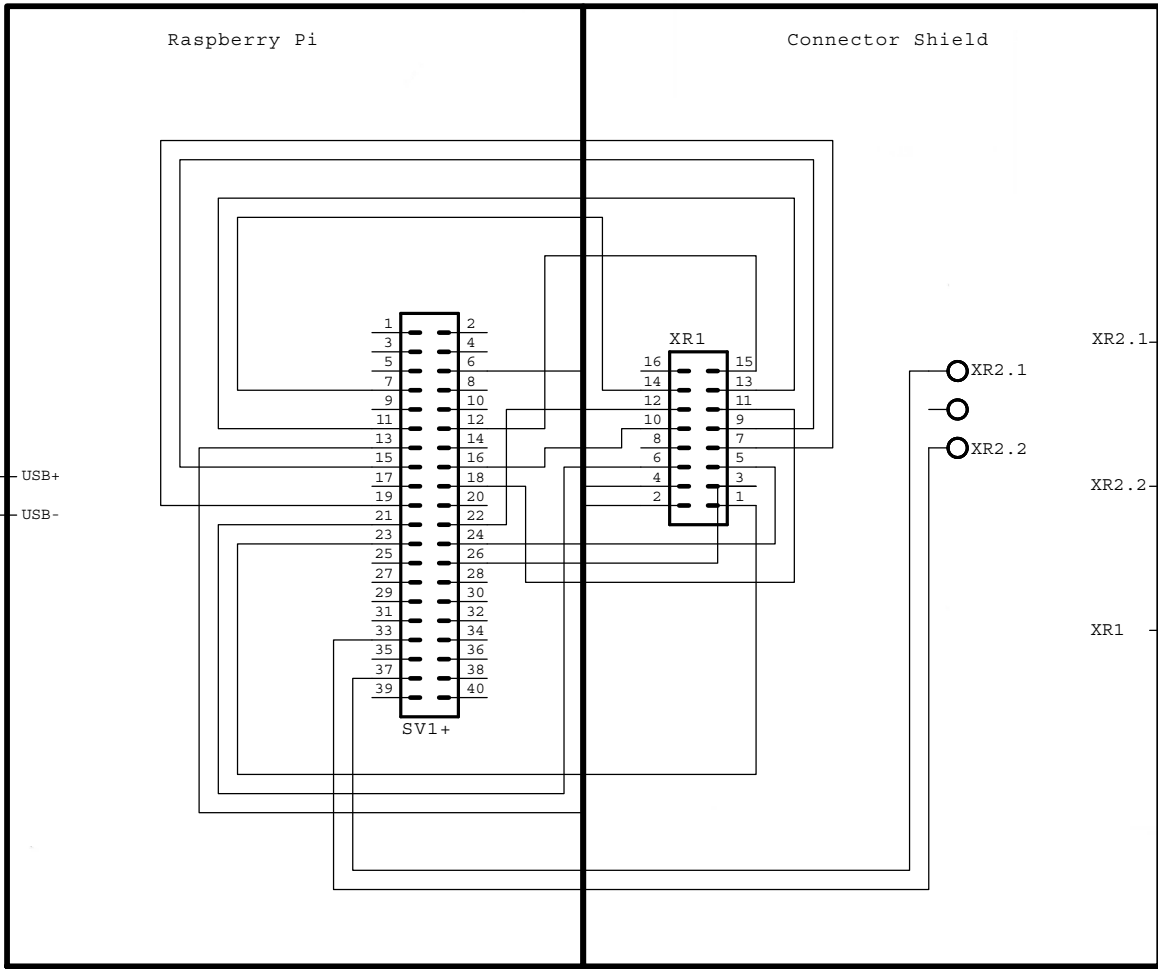 Raspberry Pi
Connector Shield
1 2
3 4
5 6
7 8
9 10
11 12
13 14
15 16
17 18
19 20
21 22
23 24
25 26
27 28
29 30
31 32
33 34
35 36
37 38
39 40
SV1+
XR1
16 15
14 13
12 11
10 9
8 7
6 5
4 3
2 1
XR2.1
XR2.2
XR2.1
XR2.2
XR1
USB+
USB-